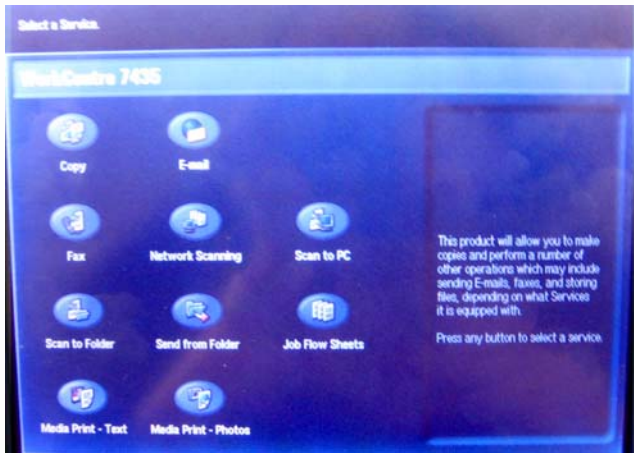 Select a Service.
WorkCentre 7435
Copy
E-mail
Fax
Network Scanning
Scan to PC
Scan to Folder
Send from Folder
Job Flow Sheets
Media Print - Text
Media Print - Photos
This product will allow you to make
copies and perform a number of
other operations which may include
sending E-mails, faxes, and storing
files, depending on what Services
it is equipped with.
Press any button to select a service.